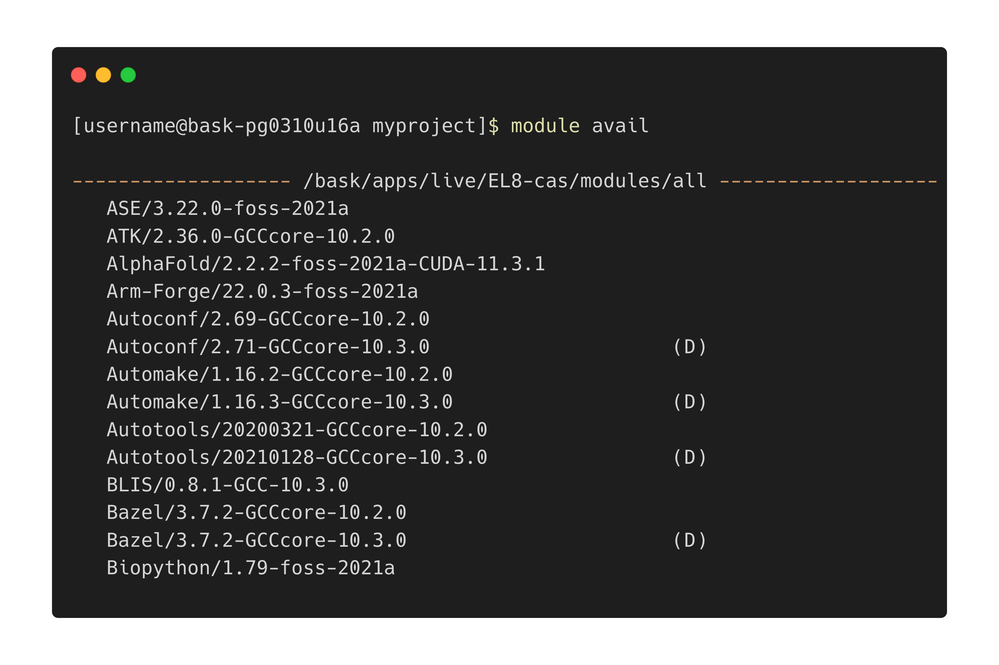 [username@bask-pg0310u16a myproject]$ module avail
------------------- /bask/apps/live/EL8-cas/modules/all -------------------
ASE/3.22.0-foss-2021a
ATK/2.36.0-GCCcore-10.2.0
AlphaFold/2.2.2-foss-2021a-CUDA-11.3.1
Arm-Forge/22.0.3-foss-2021a
Autoconf/2.69-GCCcore-10.2.0
Autoconf/2.71-GCCcore-10.3.0 (D)
Automake/1.16.2-GCCcore-10.2.0
Automake/1.16.3-GCCcore-10.3.0 (D)
Autotools/20200321-GCCcore-10.2.0
Autotools/20210128-GCCcore-10.3.0 (D)
BLIS/0.8.1-GCC-10.3.0
Bazel/3.7.2-GCCcore-10.2.0
Bazel/3.7.2-GCCcore-10.3.0 (D)
Biopython/1.79-foss-2021a